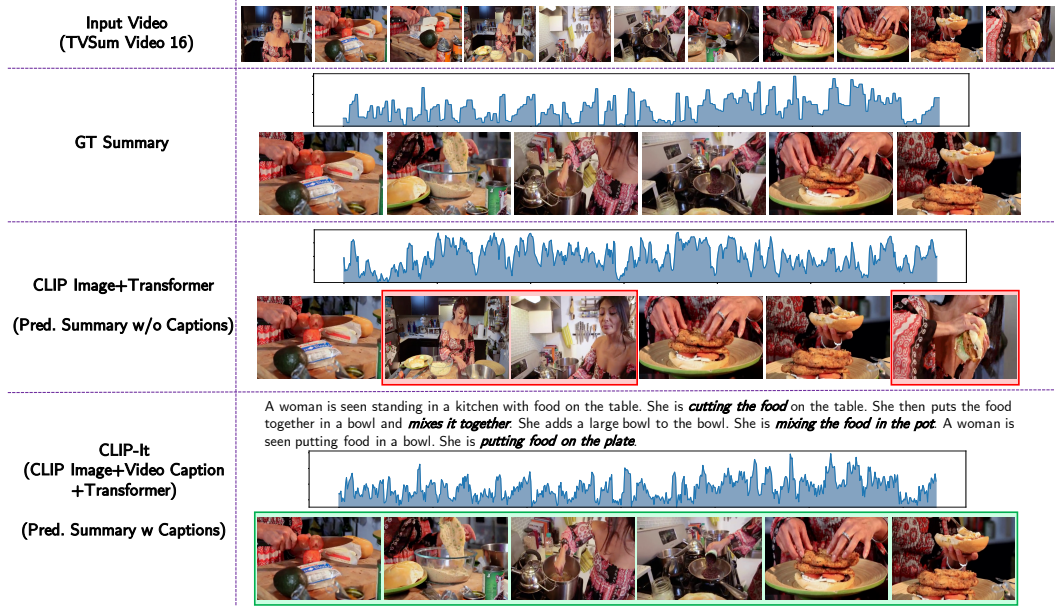 Input Video
(TVSum Video 16)
GT Summary
CLIP Image+Transformer
(Pred. Summary w/o Captions)
A woman is seen standing in a kitchen with food on the table. She is cutting the food on the table. She then puts the food
together in a bowl and mixes it together. She adds a large bowl to the bowl. She is mixing the food in the pot. A woman is
seen putting food in a bowl. She is putting food on the plate.
CLIP-It
(CLIP Image+Video Caption
+Transformer)
(Pred. Summary w Captions)